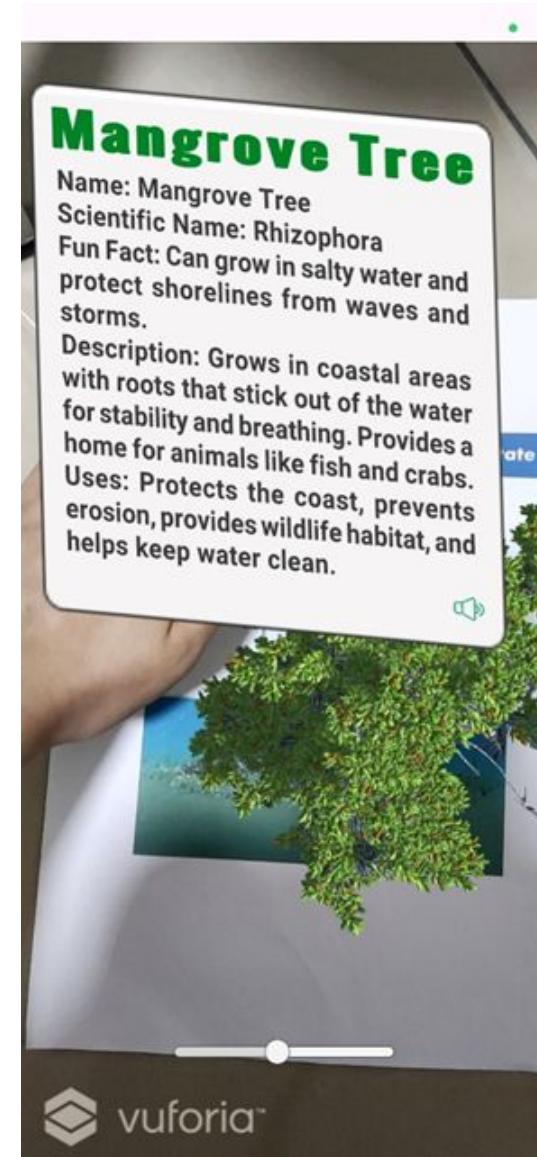 Mangrove Tree
Name: Mangrove Tree
Scientific Name: Rhizophora
Fun Fact: Can grow in salty water and
protect shorelines from waves and
storms.
Description: Grows in coastal areas
with roots that stick out of the water
for stability and breathing. Provides a
home for animals like fish and crabs.
Uses: Protects the coast, prevents
erosion, provides wildlife habitat, and
helps keep water clean.
vuforia™